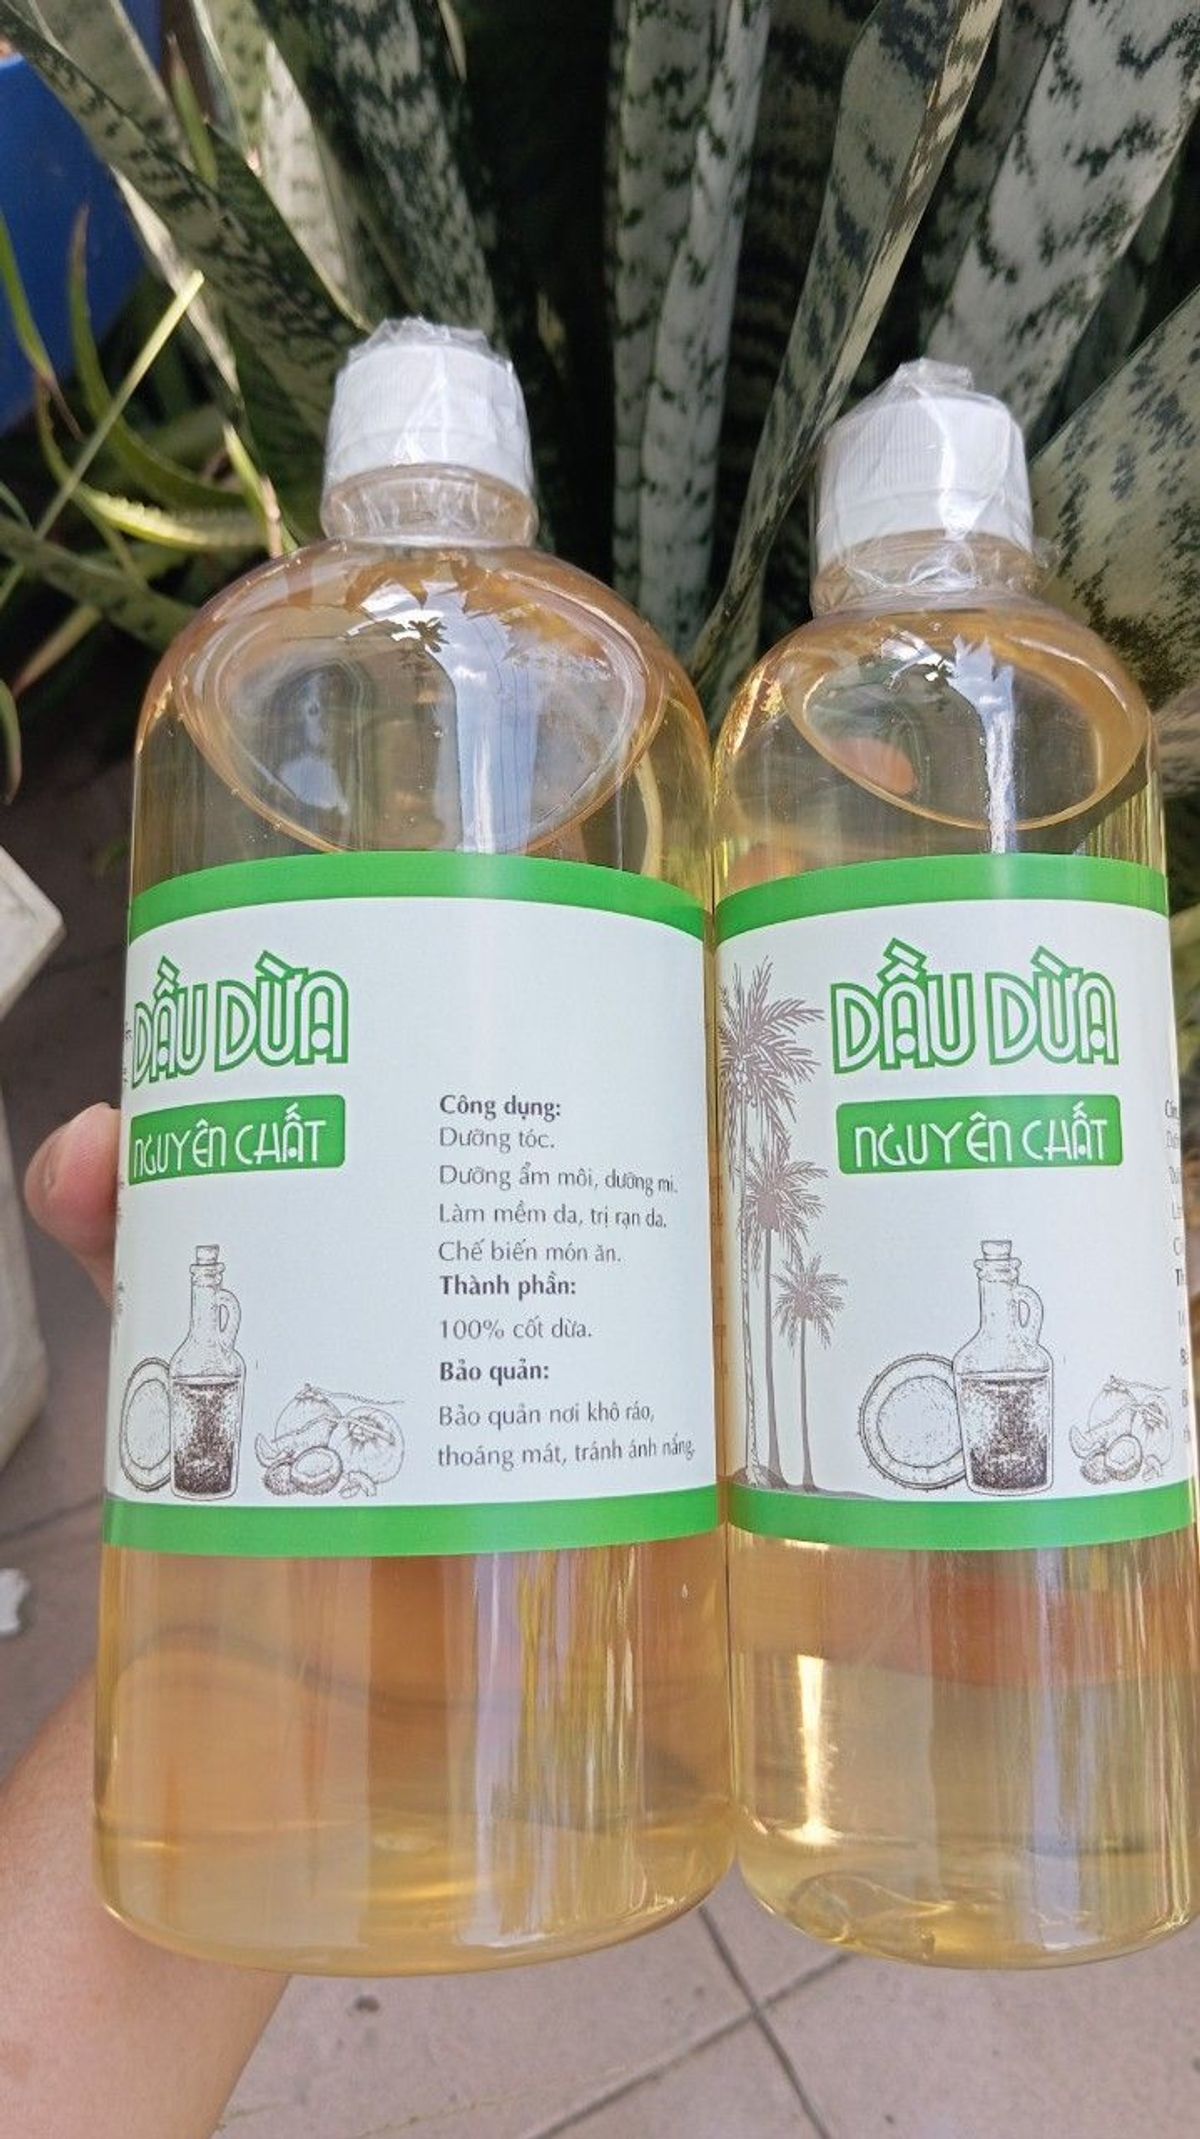 DẦU DỪA
NGUYÊN CHẤT
Công dụng:
Dưỡng tóc.
Dưỡng ẩm môi, dưỡng mi.
Làm mềm da, trị rạn da.
Chế biến món ăn.
Thành phần:
100% cốt dừa.
Bảo quản:
Bảo quản nơi khô ráo,
thoáng mát, tránh ánh nắng.
DẦU DỪA
NGUYÊN CHẤT